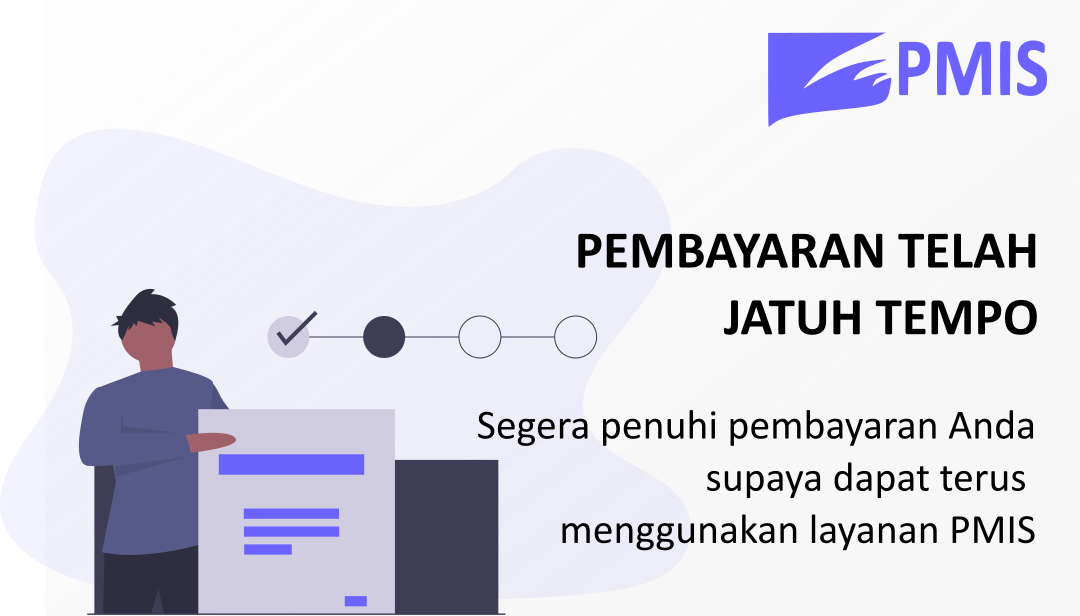 PMIS
PEMBAYARAN TELAH
JATUH TEMPO
Segera penuhi pembayaran Anda
supaya dapat terus
menggunakan layanan PMIS